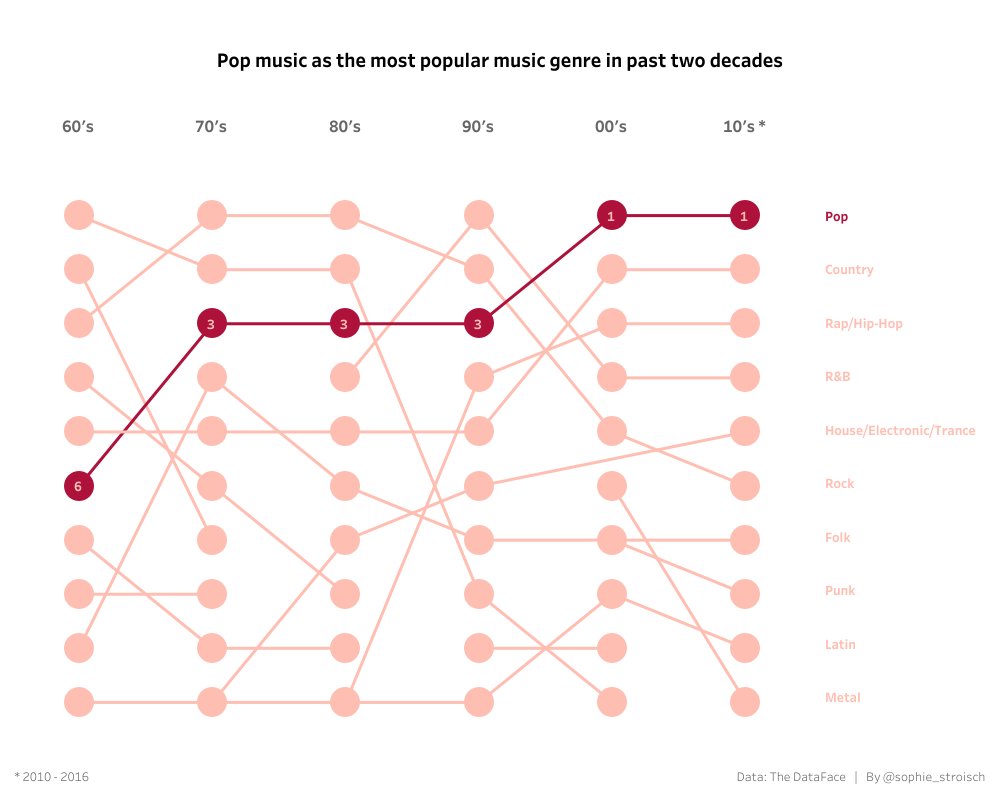 Pop music as the most popular music genre in past two decades
60’s 70’s 80’s 90’s 00’s 10’s *
1 1 Pop
Country
3 3 3 Rap/Hip-Hop
R&B
House/Electronic/Trance
6 Rock
Folk
Punk
Latin
Metal
* 2010 - 2016 Data: The DataFace | By @sophie_stroisch